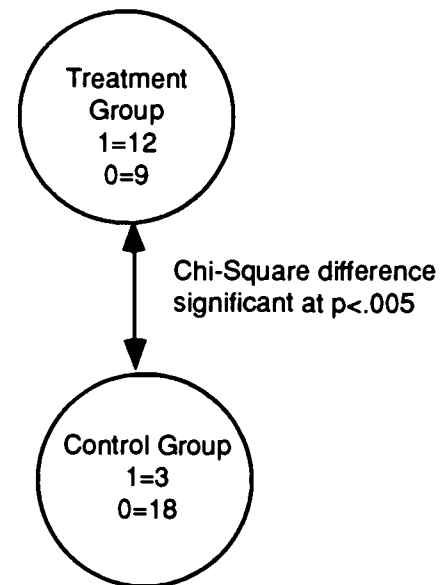 Treatment
Group
1=12
0=9
Chi-Square difference
significant at p<.005
Control Group
1=3
0=18